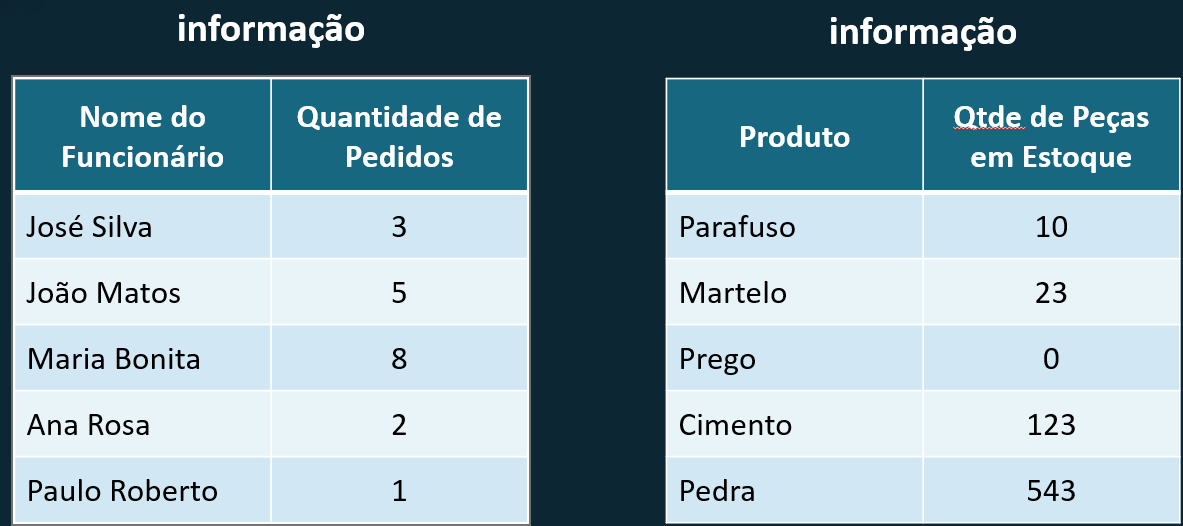 informação
Nome do
Funcionário
Quantidade de
Pedidos
José Silva
3
João Matos
5
Maria Bonita
8
Ana Rosa
2
Paulo Roberto
1
informação
Produto
Qtde de Peças
em Estoque
Parafuso
10
Martelo
23
Prego
0
Cimento
123
Pedra
543